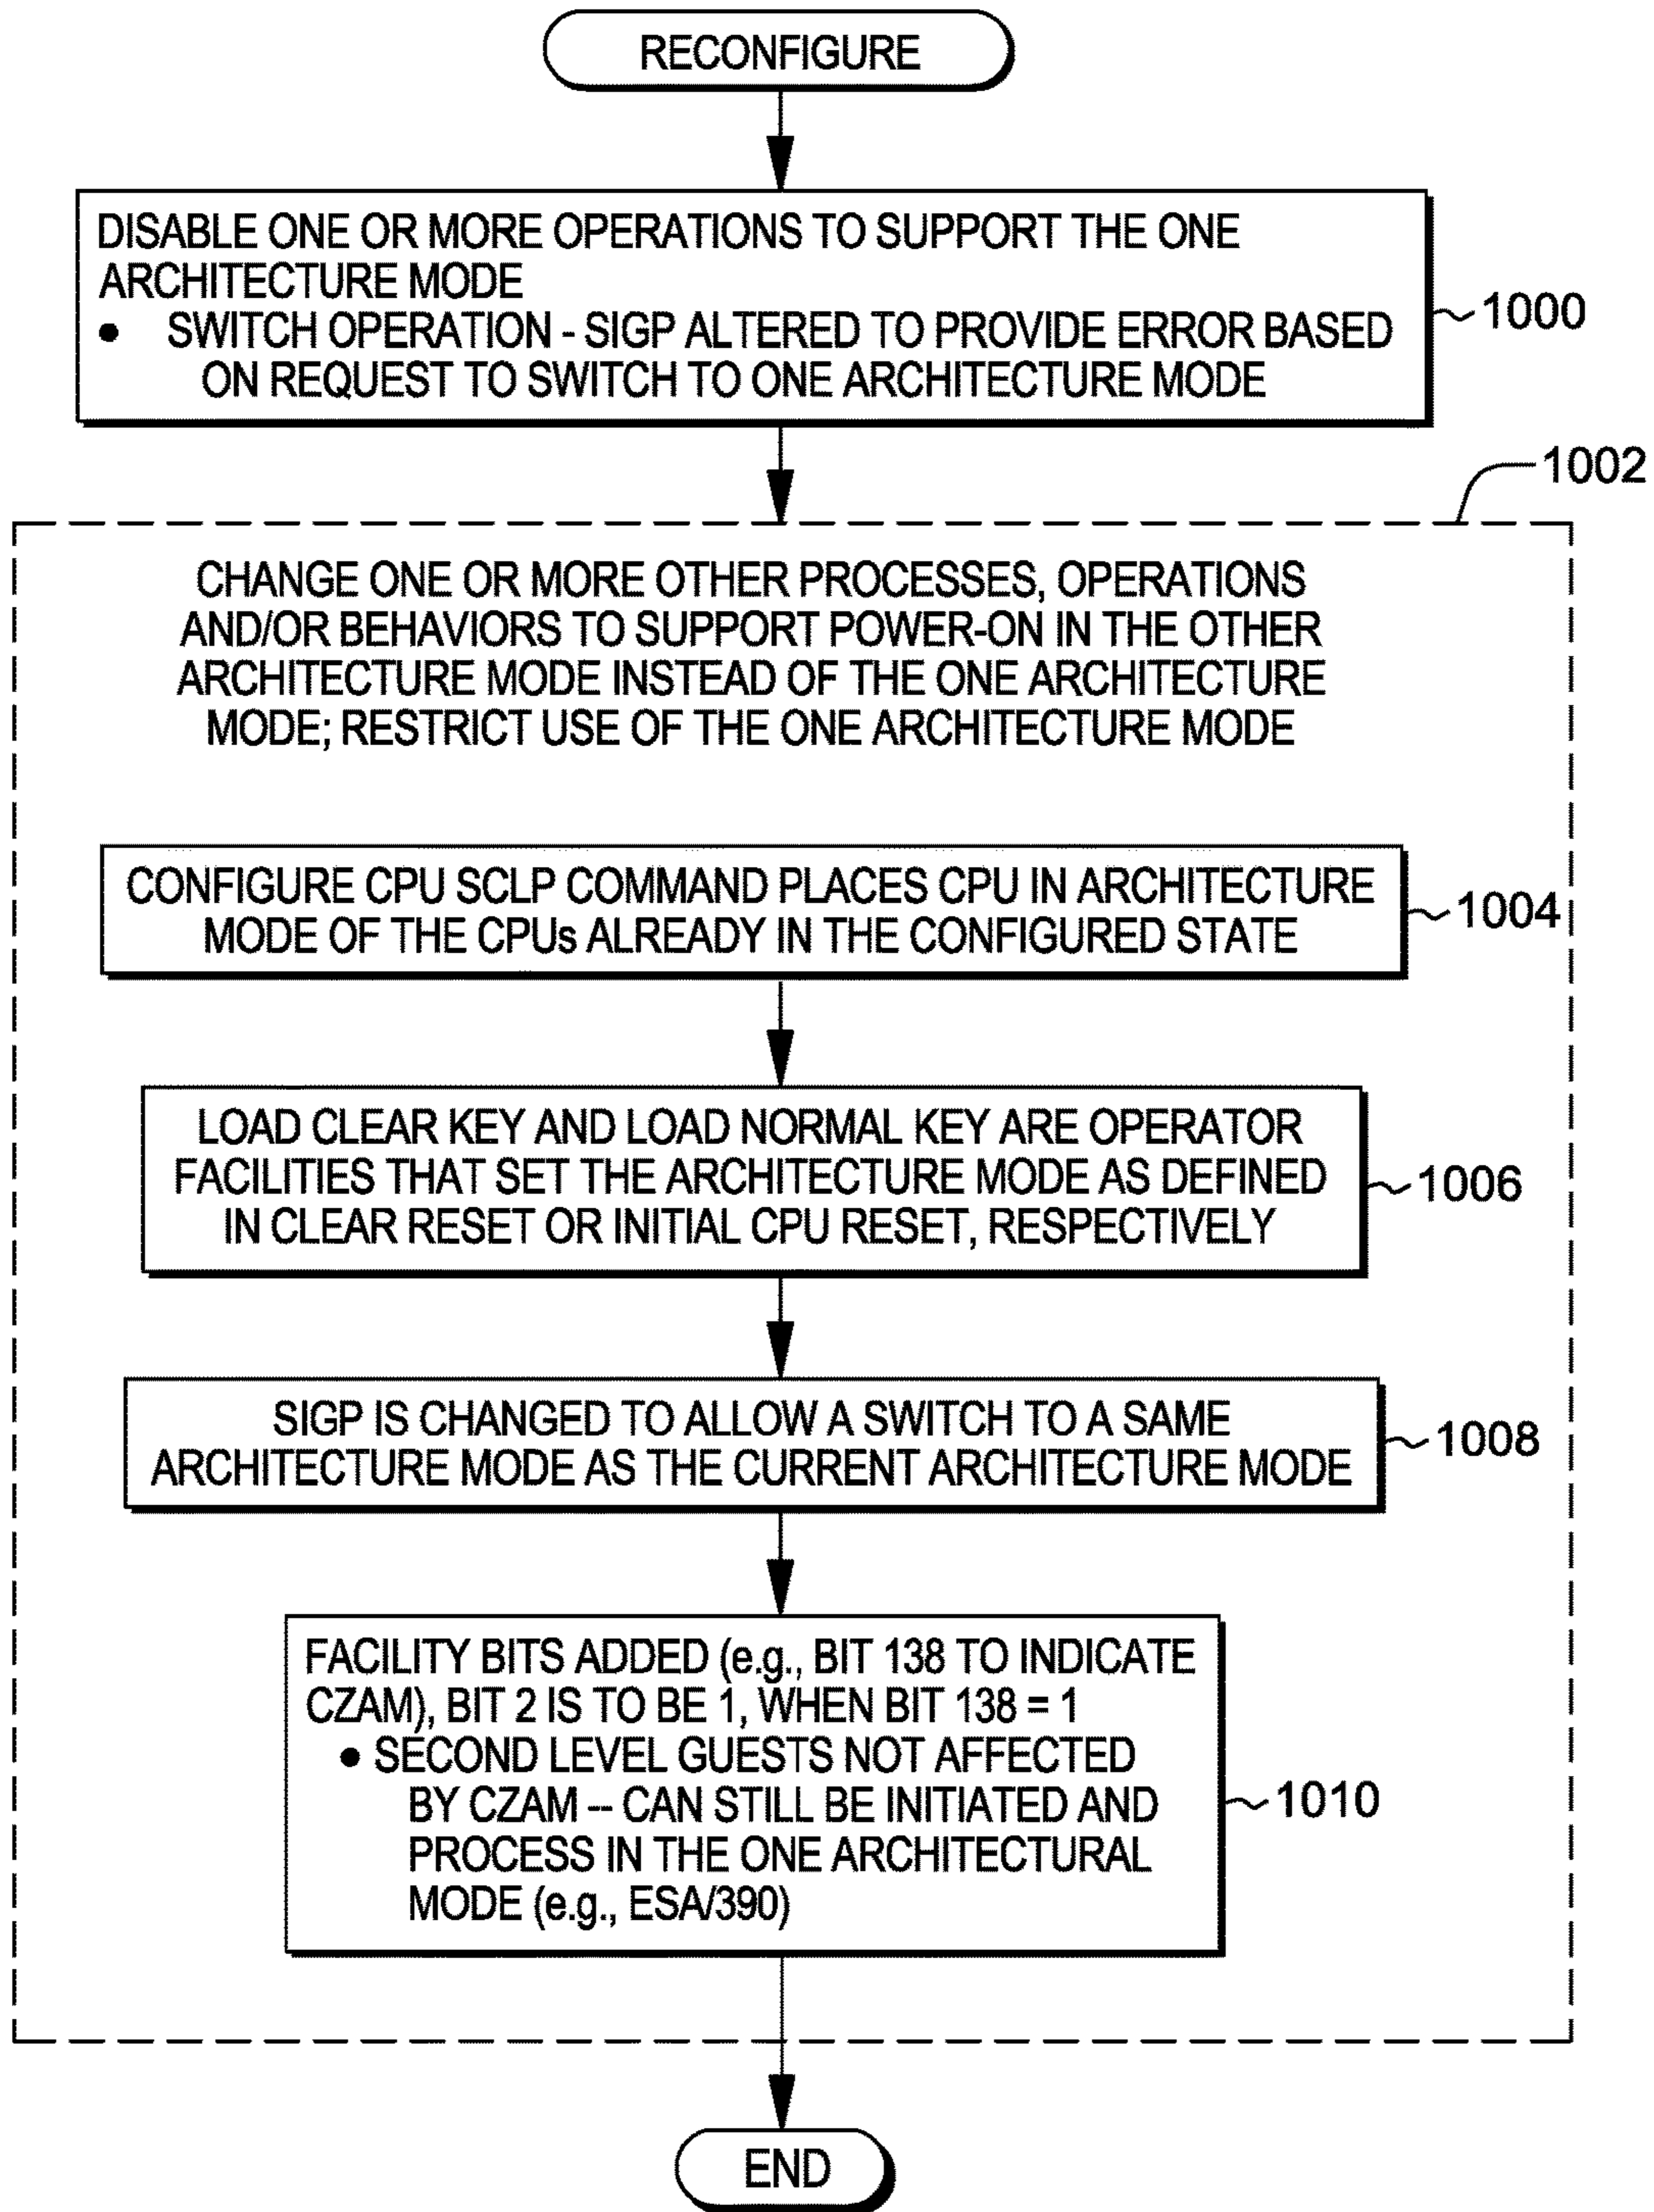 RECONFIGURE
DISABLE ONE OR MORE OPERATIONS TO SUPPORT THE ONE
ARCHITECTURE MODE
• SWITCH OPERATION - SIGP ALTERED TO PROVIDE ERROR BASED
ON REQUEST TO SWITCH TO ONE ARCHITECTURE MODE
1000
1002
CHANGE ONE OR MORE OTHER PROCESSES, OPERATIONS
AND/OR BEHAVIORS TO SUPPORT POWER-ON IN THE OTHER
ARCHITECTURE MODE INSTEAD OF THE ONE ARCHITECTURE
MODE; RESTRICT USE OF THE ONE ARCHITECTURE MODE
CONFIGURE CPU SCLP COMMAND PLACES CPU IN ARCHITECTURE
MODE OF THE CPUs ALREADY IN THE CONFIGURED STATE
1004
LOAD CLEAR KEY AND LOAD NORMAL KEY ARE OPERATOR
FACILITIES THAT SET THE ARCHITECTURE MODE AS DEFINED
IN CLEAR RESET OR INITIAL CPU RESET, RESPECTIVELY
1006
SIGP IS CHANGED TO ALLOW A SWITCH TO A SAME
ARCHITECTURE MODE AS THE CURRENT ARCHITECTURE MODE
1008
FACILITY BITS ADDED (e.g., BIT 138 TO INDICATE
CZAM), BIT 2 IS TO BE 1, WHEN BIT 138 = 1
• SECOND LEVEL GUESTS NOT AFFECTED
BY CZAM -- CAN STILL BE INITIATED AND
PROCESS IN THE ONE ARCHITECTURAL
MODE (e.g., ESA/390)
1010
END